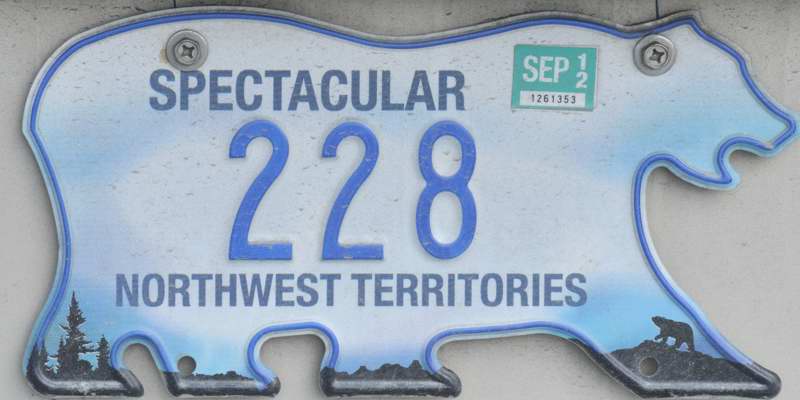 SPECTACULAR
SEP 12
1261353
228
NORTHWEST TERRITORIES